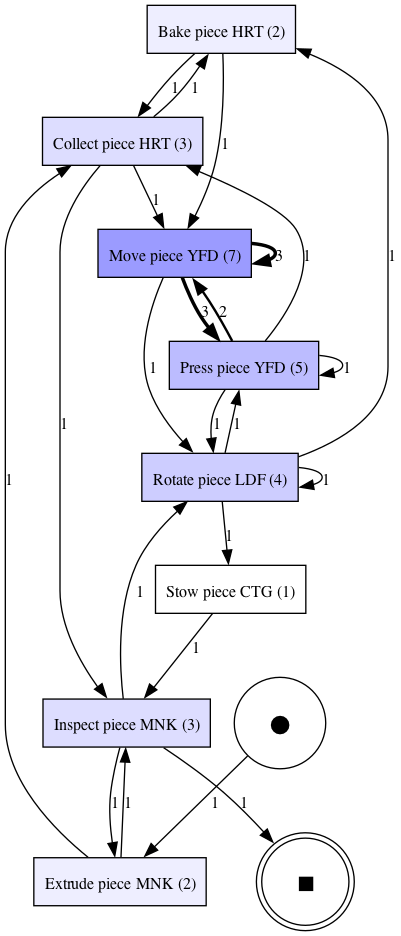 Bake piece HRT (2)
1
1
Collect piece HRT (3)
1
1
Move piece YFD (7)
3
3
2
1
1
Press piece YFD (5)
1
1
1
1
1
Rotate piece LDF (4)
1
1
1
1
Stow piece CTG (1)
1
Inspect piece MNK (3)
1
1
1
1
Extrude piece MNK (2)